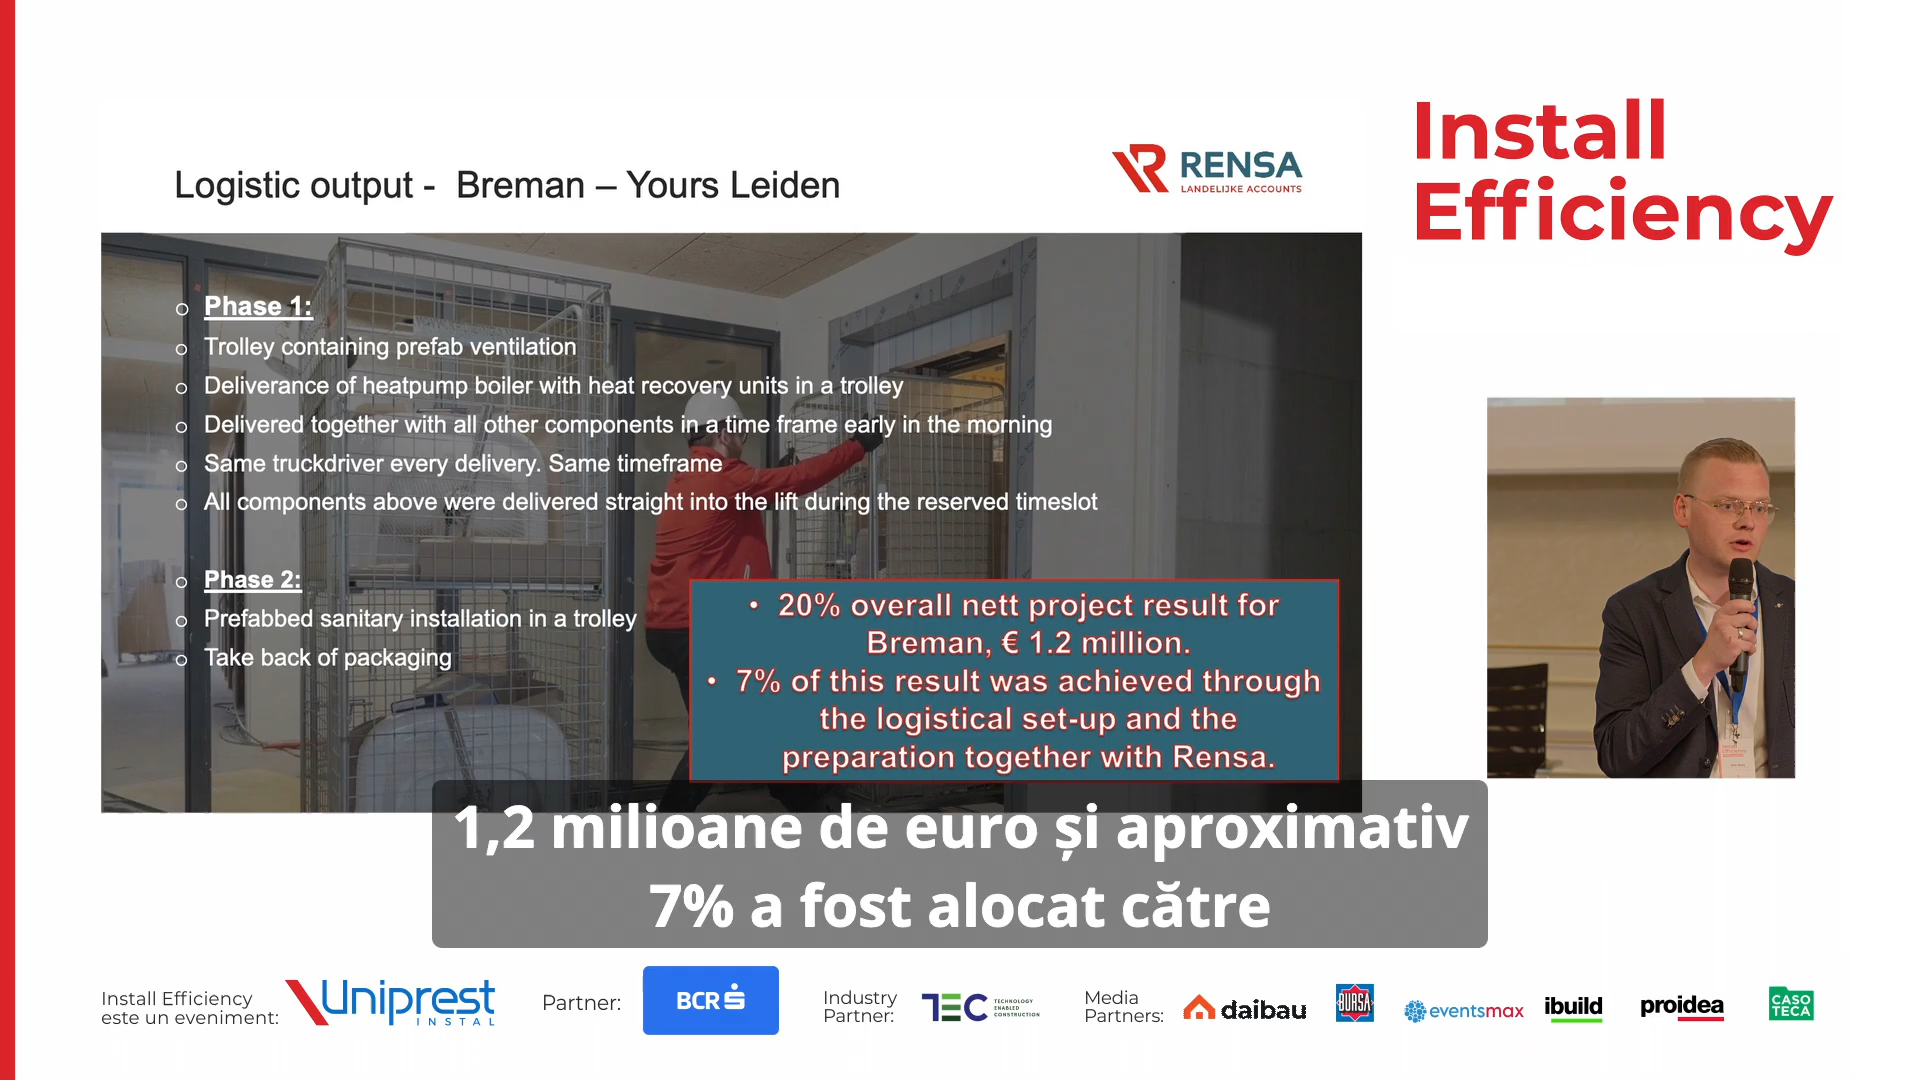 Install
Efficiency
RENSA
LANDELIJKE ACCOUNTS
Logistic output - Breman – Yours Leiden
o Phase 1:
o Trolley containing prefab ventilation
o Deliverance of heatpump boiler with heat recovery units in a trolley
o Delivered together with all other components in a time frame early in the morning
o Same truckdriver every delivery. Same timeframe
o All components above were delivered straight into the lift during the reserved timeslot
o Phase 2:
o Prefabbed sanitary installation in a trolley
o Take back of packaging
• 20% overall nett project result for
Breman, € 1.2 million.
• 7% of this result was achieved through
the logistical set-up and the
preparation together with Rensa.
1,2 milioane de euro și aproximativ
7% a fost alocat către
Install Efficiency
este un eveniment:
Uniprest
INSTAL
Partner:
BCR
Industry
Partner:
TEC
TECHNOLOGY
ENABLED
CONSTRUCTION
Media
Partners:
daibau
BURSA
eventsmax
ibuild
proidea
CASO
TECA